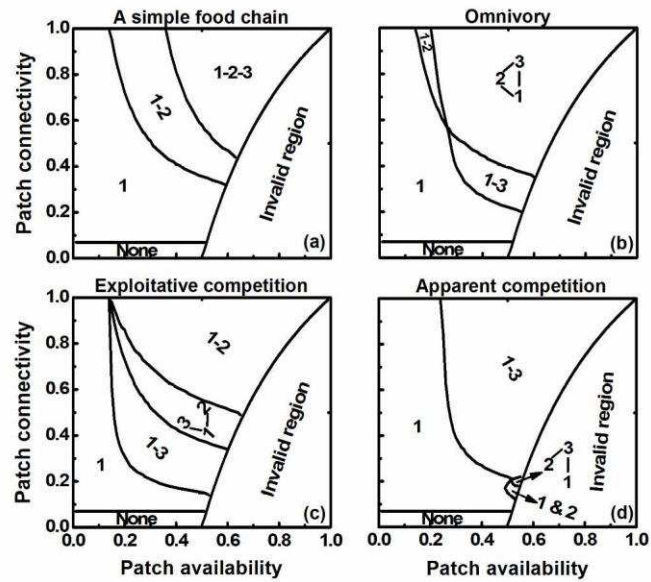 A simple food chain
Omnivory
Patch connectivity
1.0
0.8
0.6
0.4
0.2
0.0
1
1-2
1-2-3
None
Invalid region
(a)
1-2
3
2
1
1
1-3
None
Invalid region
(b)
Exploitative competition
Apparent competition
Patch connectivity
1.0
0.8
0.6
0.4
0.2
0.0
1
1-3
3
2
1
1-2
None
Invalid region
(c)
1
1-3
3
2
1
1 & 2
None
Invalid region
(d)
0.0 0.2 0.4 0.6 0.8 1.0
0.0 0.2 0.4 0.6 0.8 1.0
Patch availability
Patch availability